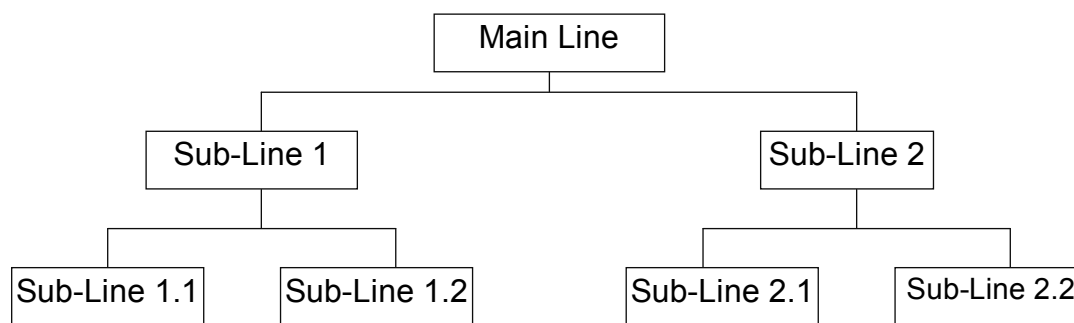 Main Line
Sub-Line 1
Sub-Line 2
Sub-Line 1.1
Sub-Line 1.2
Sub-Line 2.1
Sub-Line 2.2